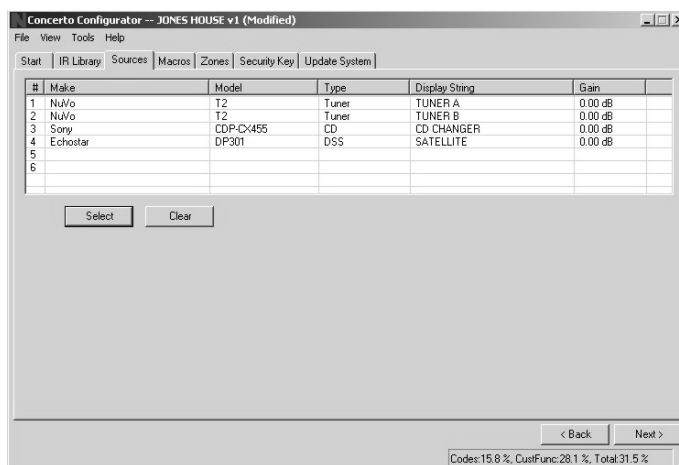 Concerto Configurator -- JONES HOUSE v1 (Modified)
File View Tools Help
Start IR Library Sources Macros Zones Security Key Update System
# Make Model Type Display String Gain
1 NuVo T2 Tuner TUNER A 0.00 dB
2 NuVo T2 Tuner TUNER B 0.00 dB
3 Sony CDP-CX455 CD CD CHANGER 0.00 dB
4 Echostar DP301 DSS SATELLITE 0.00 dB
5
6
Select Clear
< Back Next >
Codes:15.8 %, CustFunc:28.1 %, Total:31.5 %